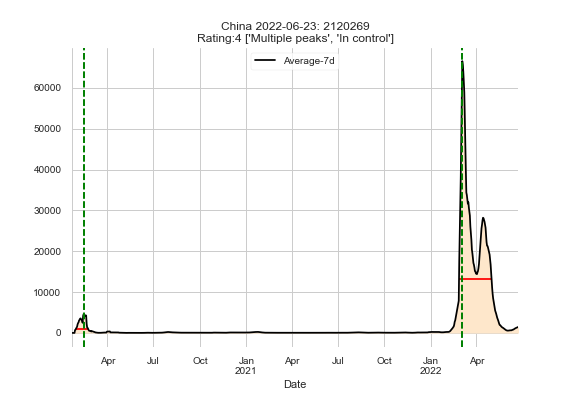 China 2022-06-23: 2120269
Rating:4 ['Multiple peaks', 'In control']
Average-7d
60000
50000
40000
30000
20000
10000
0
Apr Jul Oct Jan Apr Jul Oct Jan Apr
2021 2022
Date